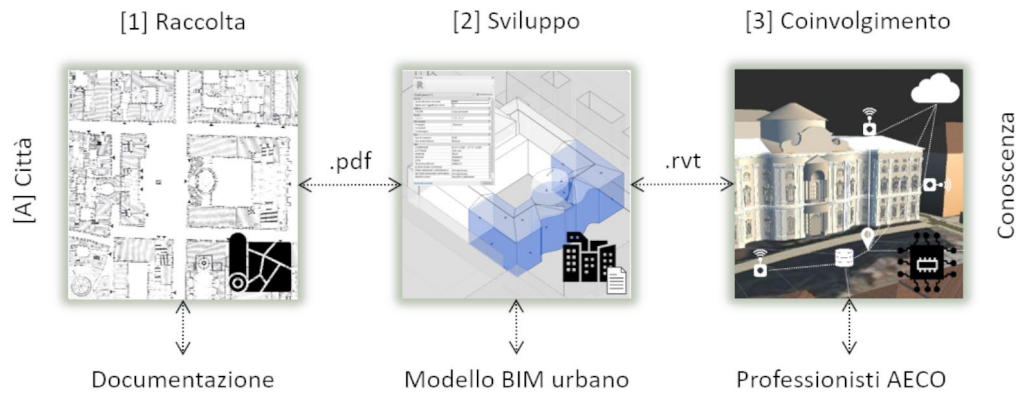 [1] Raccolta
[2] Sviluppo
[3] Coinvolgimento
[A] Città
.pdf
.rvt
Conoscenza
Documentazione
Modello BIM urbano
Professionisti AECO